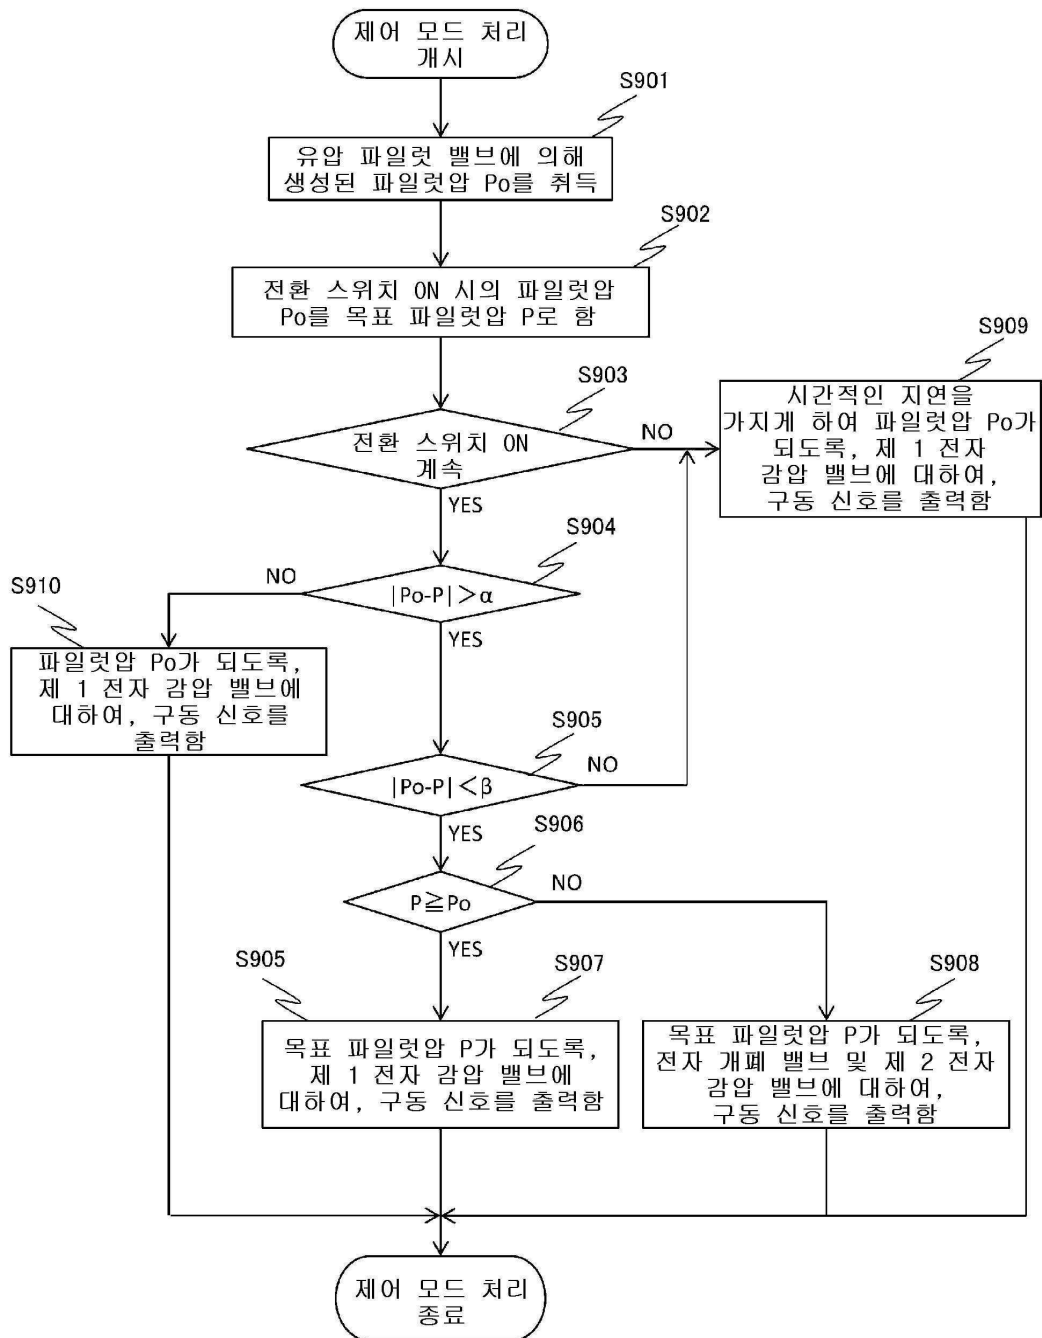 제어 모드 처리
개시
S901
유압 파일럿 밸브에 의해
생성된 파일럿압 Po를 취득
S902
전환 스위치 ON 시의 파일럿압
Po를 목표 파일럿압 P로 함
S903
전환 스위치 ON
계속
NO
YES
S909
시간적인 지연을
가지게 하여 파일럿압 Po가
되도록, 제 1 전자
감압 밸브에 대하여,
구동 신호를 출력함
S904
|Po-P|>α
NO
YES
S910
파일럿압 Po가 되도록,
제 1 전자 감압 밸브에
대하여, 구동 신호를
출력함
S905
|Po-P|<β
NO
YES
S906
P≧Po
NO
YES
S905
S907
목표 파일럿압 P가 되도록,
제 1 전자 감압 밸브에
대하여, 구동 신호를 출력함
S908
목표 파일럿압 P가 되도록,
전자 개폐 밸브 및 제 2 전자
감압 밸브에 대하여,
구동 신호를 출력함
제어 모드 처리
종료